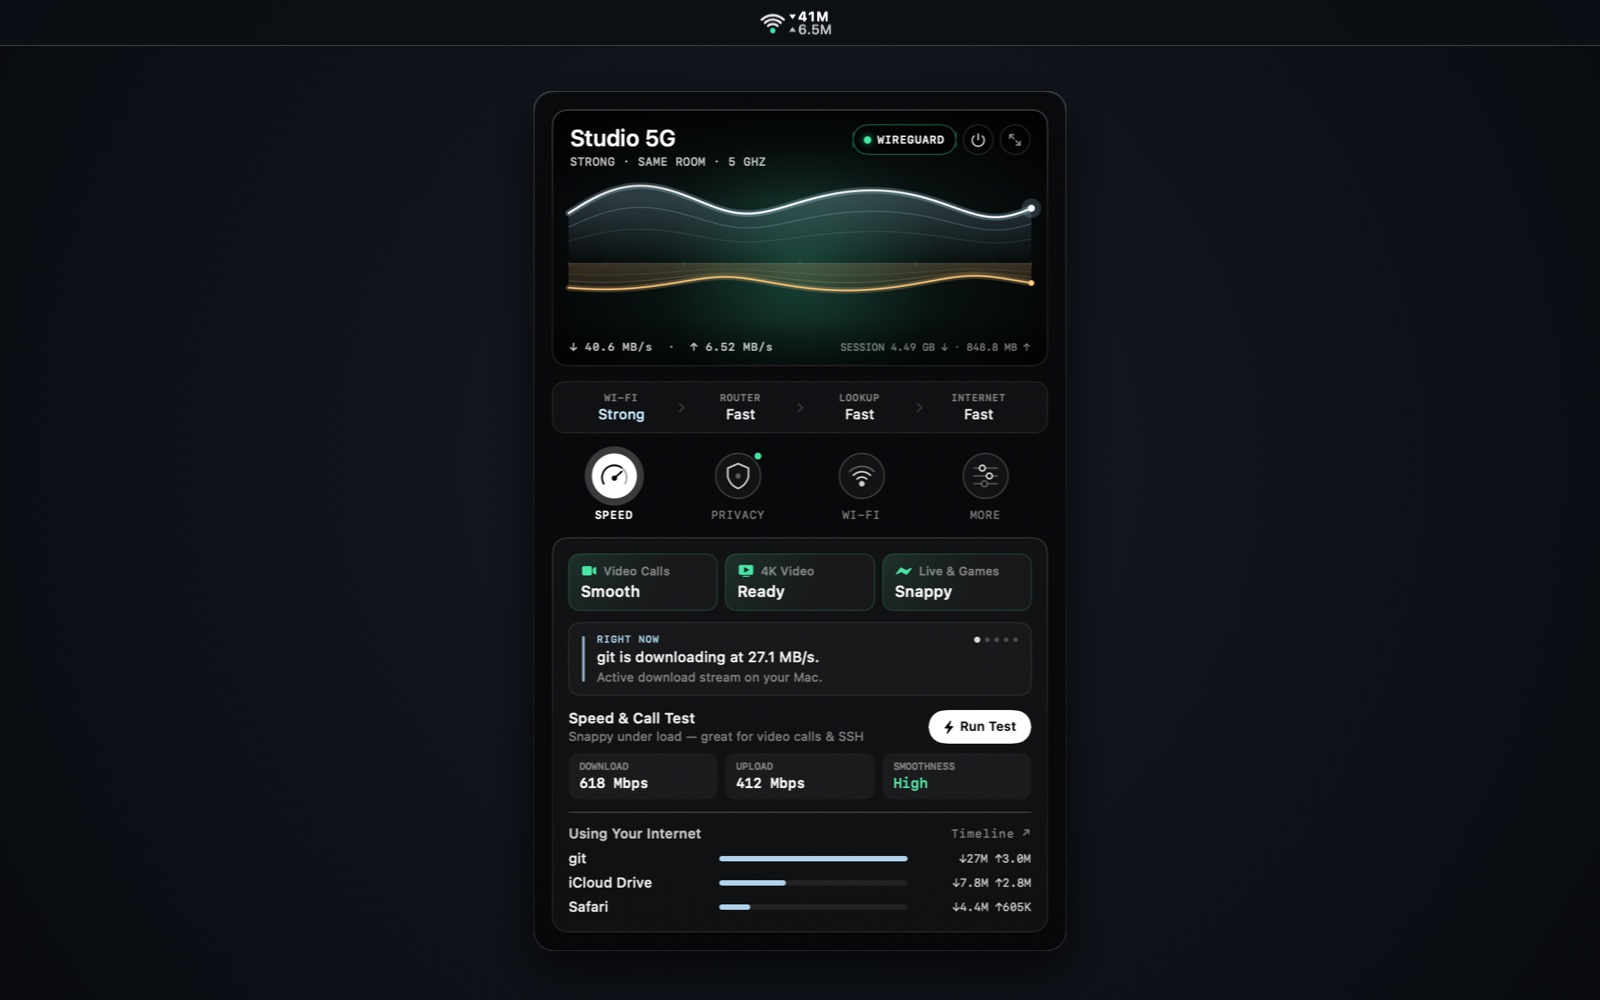 41M
6.5M
Studio 5G
WIREGUARD
STRONG · SAME ROOM · 5 GHZ
↓ 40.6 MB/s · ↑ 6.52 MB/s
SESSION 4.49 GB ↓ · 848.8 MB ↑
WI-FI
Strong
ROUTER
Fast
LOOKUP
Fast
INTERNET
Fast
SPEED
PRIVACY
WI-FI
MORE
Video Calls
Smooth
4K Video
Ready
Live & Games
Snappy
RIGHT NOW
git is downloading at 27.1 MB/s.
Active download stream on your Mac.
Speed & Call Test
Snappy under load — great for video calls & SSH
Run Test
DOWNLOAD
618 Mbps
UPLOAD
412 Mbps
SMOOTHNESS
High
Using Your Internet
Timeline ↗
git
↓27M ↑3.0M
iCloud Drive
↓7.8M ↑2.8M
Safari
↓4.4M ↑605K